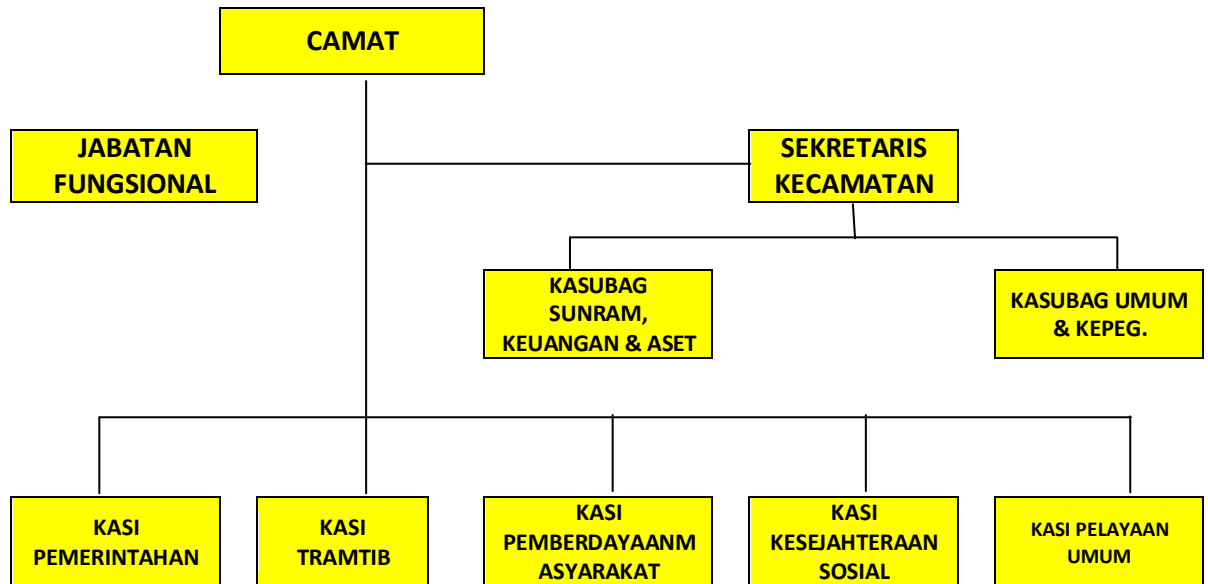 CAMAT
JABATAN
FUNGSIONAL
SEKRETARIS
KECAMATAN
KASUBAG
SUNRAM,
KEUANGAN & ASET
KASUBAG UMUM
& KEPEG.
KASI
PEMERINTAHAN
KASI
TRAMTIB
KASI
PEMBERDAYAANM
ASYARAKAT
KASI
KESEJAHTERAAN
SOSIAL
KASI PELAYAAN
UMUM